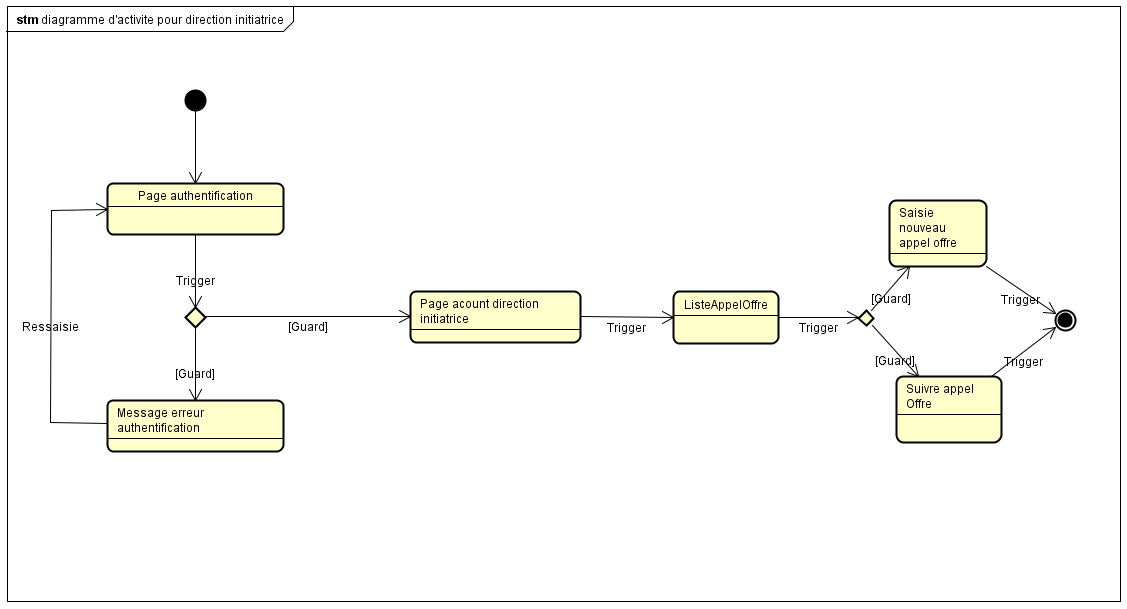 stm diagramme d'activite pour direction initiatrice
Page authentification
Trigger
[Guard]
Ressaisie
[Guard]
Message erreur
authentification
Page acount direction
initiatrice
Trigger
ListeAppelOffre
Trigger
[Guard]
Saisie
nouveau
appel offre
Trigger
[Guard]
Suivre appel
Offre
Trigger